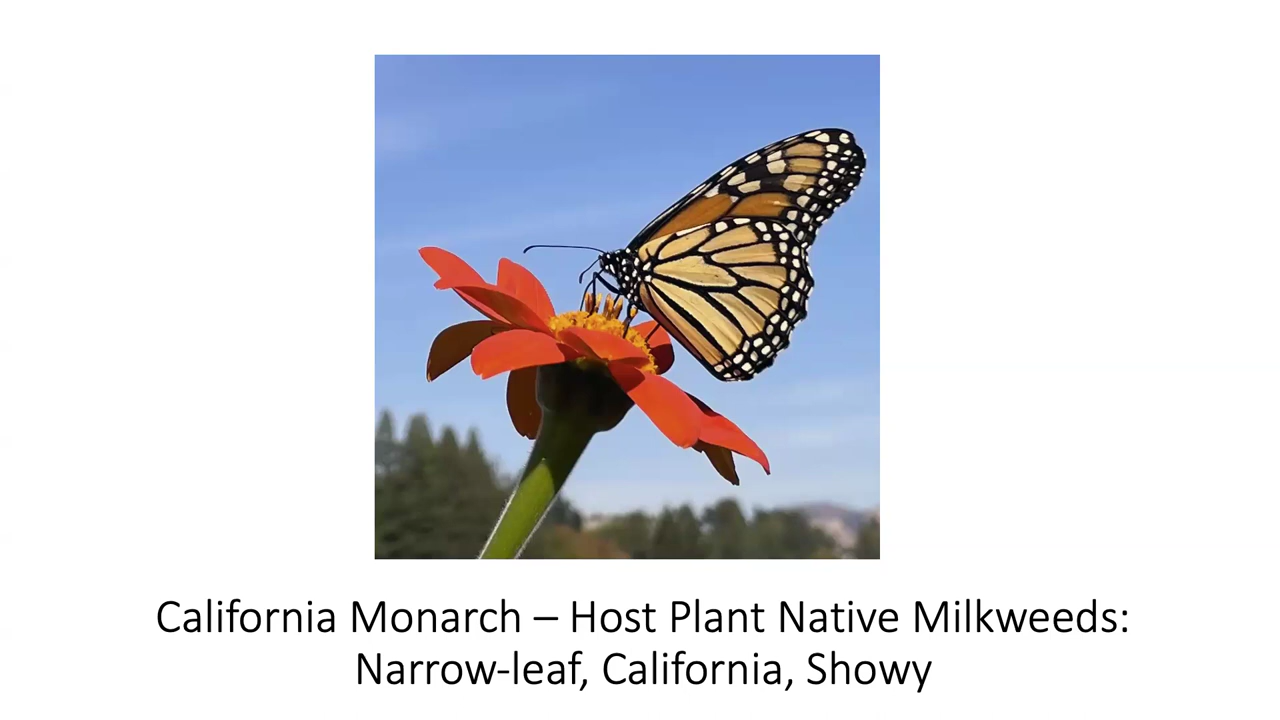 California Monarch – Host Plant Native Milkweeds:
Narrow-leaf, California, Showy